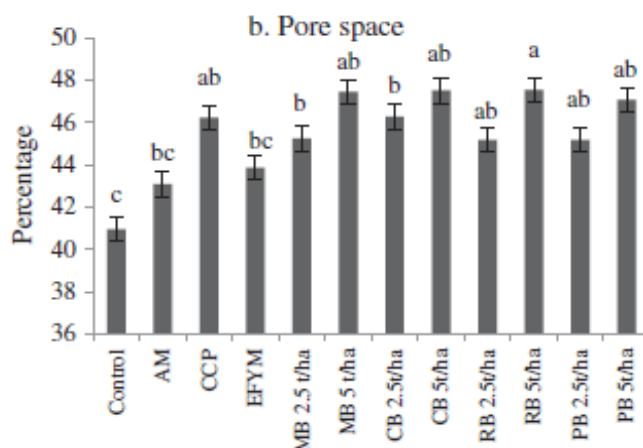 b. Pore space
Percentage
50
48
46
44
42
40
38
36
c
bc
ab
bc
b
ab
b
ab
ab
a
ab
ab
Control
AM
CCP
EFYM
MB 2.5 t/ha
MB 5 t/ha
CB 2.5t/ha
CB 5t/ha
RB 2.5t/ha
RB 5t/ha
PB 2.5t/ha
PB 5t/ha